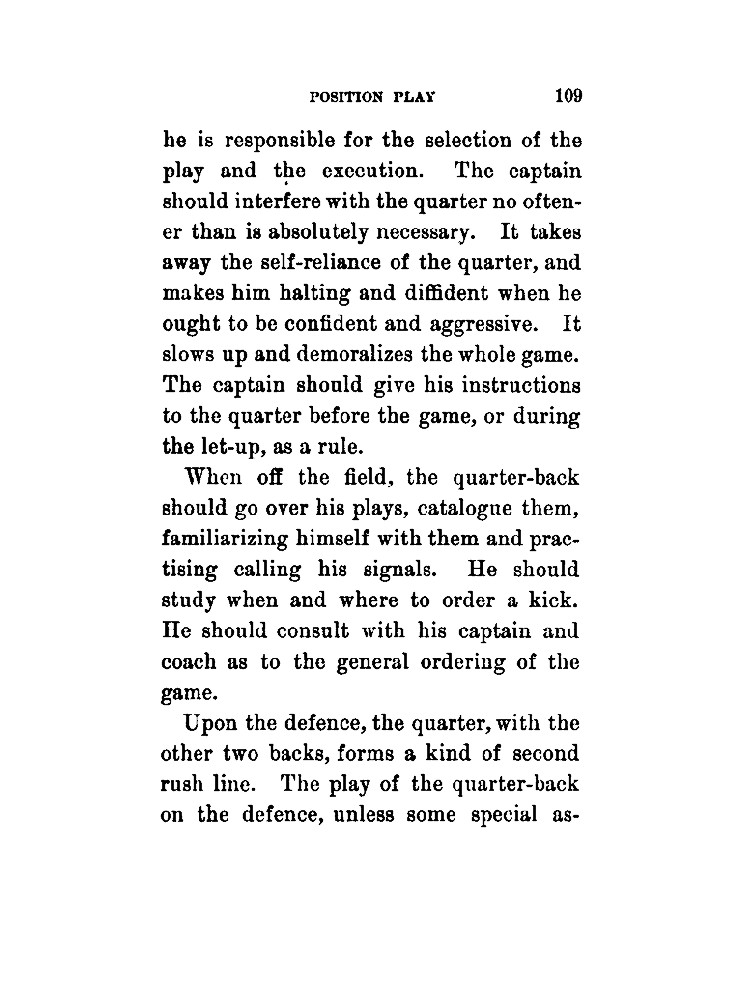 POSITION PLAY 109
he is responsible for the selection of the
play and the execution. The captain
should interfere with the quarter no often-
er than is absolutely necessary. It takes
away the self-reliance of the quarter, and
makes him halting and diffident when he
ought to be confident and aggressive. It
slows up and demoralizes the whole game.
The captain should give his instructions
to the quarter before the game, or during
the let-up, as a rule.
When off the field, the quarter-back
should go over his plays, catalogue them,
familiarizing himself with them and prac-
tising calling his signals. He should
study when and where to order a kick.
He should consult with his captain and
coach as to the general ordering of the
game.
Upon the defence, the quarter, with the
other two backs, forms a kind of second
rush line. The play of the quarter-back
on the defence, unless some special as-